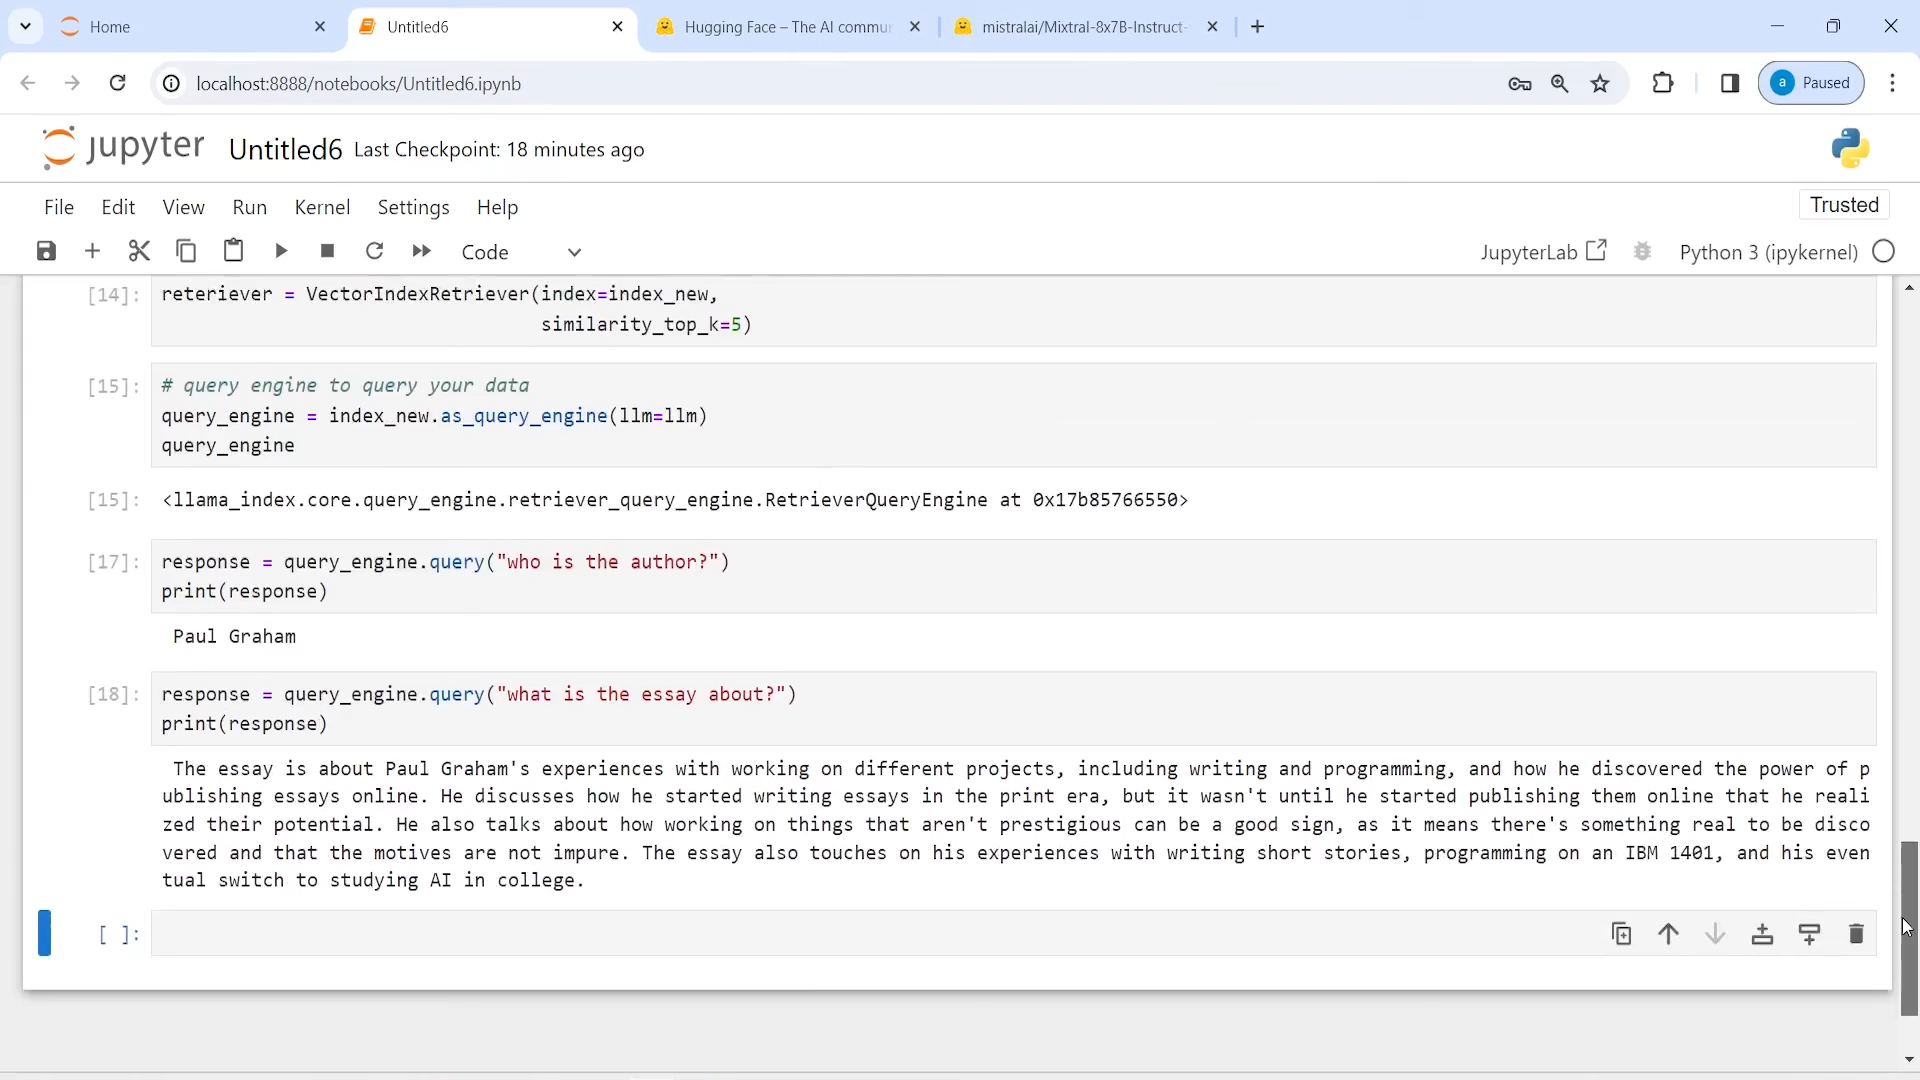 Home
Untitled6
Hugging Face – The AI commur
mistralai/Mixtral-8x7B-Instruct-
localhost:8888/notebooks/Untitled6.ipynb
a Paused
jupyter Untitled6 Last Checkpoint: 18 minutes ago
File Edit View Run Kernel Settings Help
Trusted
Code
JupyterLab
Python 3 (ipykernel)
[14]: reteriever = VectorIndexRetriever(index=index_new,
similarity_top_k=5)
[15]: # query engine to query your data
query_engine = index_new.as_query_engine(llm=llm)
query_engine
[15]: <llama_index.core.query_engine.retriever_query_engine.RetrieverQueryEngine at 0x17b85766550>
[17]: response = query_engine.query("who is the author?")
print(response)
Paul Graham
[18]: response = query_engine.query("what is the essay about?")
print(response)
The essay is about Paul Graham's experiences with working on different projects, including writing and programming, and how he discovered the power of p
ublishing essays online. He discusses how he started writing essays in the print era, but it wasn't until he started publishing them online that he reali
zed their potential. He also talks about how working on things that aren't prestigious can be a good sign, as it means there's something real to be disco
vered and that the motives are not impure. The essay also touches on his experiences with writing short stories, programming on an IBM 1401, and his even
tual switch to studying AI in college.
[ ]: